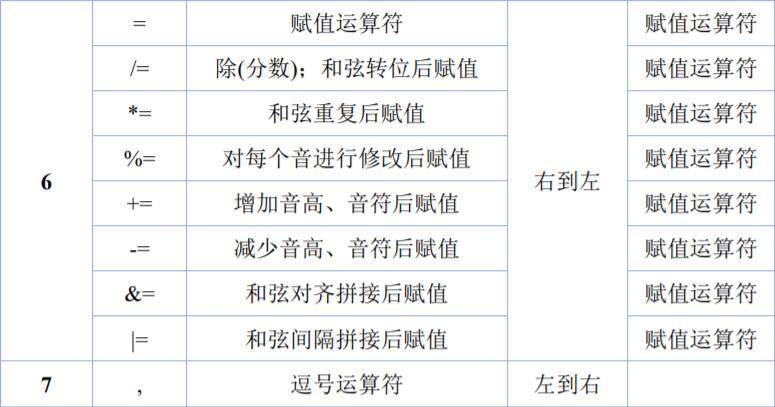 = 赋值运算符 赋值运算符
/= 除(分数)；和弦转位后赋值 赋值运算符
*= 和弦重复后赋值 赋值运算符
6 %= 对每个音进行修改后赋值 右到左 赋值运算符
+= 增加音高、音符后赋值 赋值运算符
-= 减少音高、音符后赋值 赋值运算符
&= 和弦对齐拼接后赋值 赋值运算符
|= 和弦间隔拼接后赋值 赋值运算符
7 , 逗号运算符 左到右